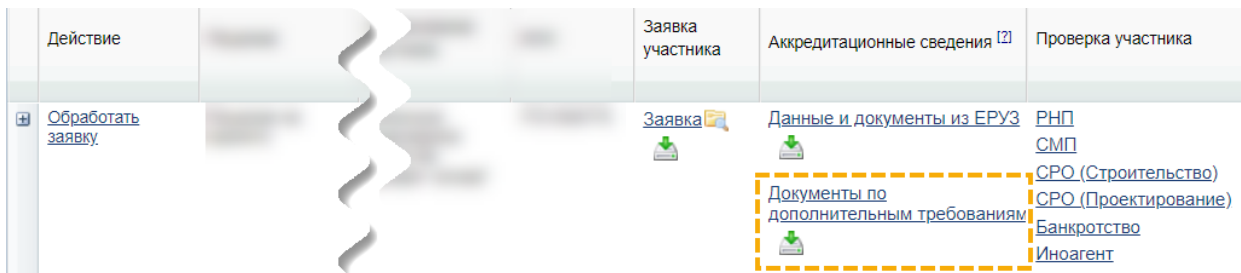 Действие
Заявка
участника
Аккредитационные сведения [?]
Проверка участника
Обработать
заявку
Заявка
Данные и документы из ЕРУЗ
Документы по
дополнительным требованиям
РНП
СМП
СРО (Строительство)
СРО (Проектирование)
Банкротство
Иноагент